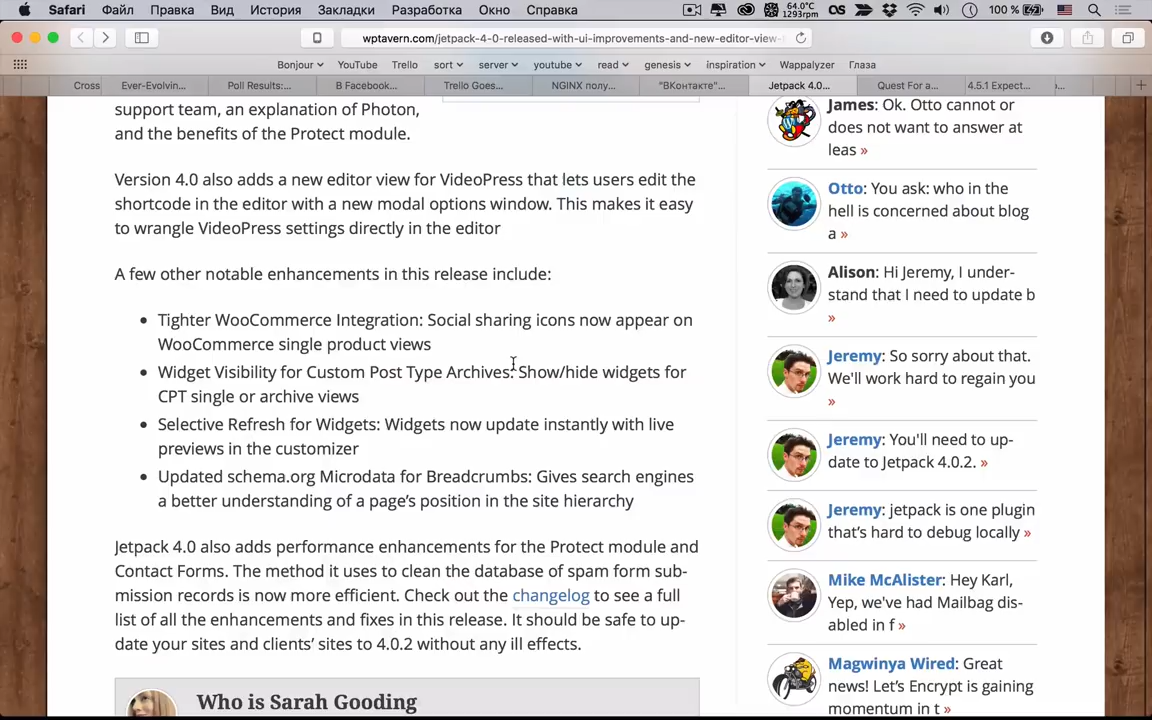 Safari Файл Правка Вид История Закладки Разработка Окно Справка
64.0°C
1293rpm
100 %
wptavern.com/jetpack-4-0-released-with-ui-improvements-and-new-editor-view-
Bonjour YouTube Trello sort server youtube read genesis inspiration Wappalyzer Глаза
Cross Ever-Evolvin... Poll Results:... B Facebook... Trello Goes... NGINX полу... "ВКонтакте"... Jetpack 4.0... Quest For a... 4.5.1 Expect...
support team, an explanation of Photon,
and the benefits of the Protect module.
Version 4.0 also adds a new editor view for VideoPress that lets users edit the
shortcode in the editor with a new modal options window. This makes it easy
to wrangle VideoPress settings directly in the editor
A few other notable enhancements in this release include:
• Tighter WooCommerce Integration: Social sharing icons now appear on
WooCommerce single product views
• Widget Visibility for Custom Post Type Archives: Show/hide widgets for
CPT single or archive views
• Selective Refresh for Widgets: Widgets now update instantly with live
previews in the customizer
• Updated schema.org Microdata for Breadcrumbs: Gives search engines
a better understanding of a page's position in the site hierarchy
Jetpack 4.0 also adds performance enhancements for the Protect module and
Contact Forms. The method it uses to clean the database of spam form sub-
mission records is now more efficient. Check out the changelog to see a full
list of all the enhancements and fixes in this release. It should be safe to up-
date your sites and clients' sites to 4.0.2 without any ill effects.
Who is Sarah Gooding
James: Ok. Otto cannot or
does not want to answer at
leas »
Otto: You ask: who in the
hell is concerned about blog
a »
Alison: Hi Jeremy, I under-
stand that I need to update b
»
Jeremy: So sorry about that.
We'll work hard to regain you
»
Jeremy: You'll need to up-
date to Jetpack 4.0.2. »
Jeremy: jetpack is one plugin
that's hard to debug locally »
Mike McAlister: Hey Karl,
Yep, we've had Mailbag dis-
abled in f »
Magwinya Wired: Great
news! Let's Encrypt is gaining
momentum in t »